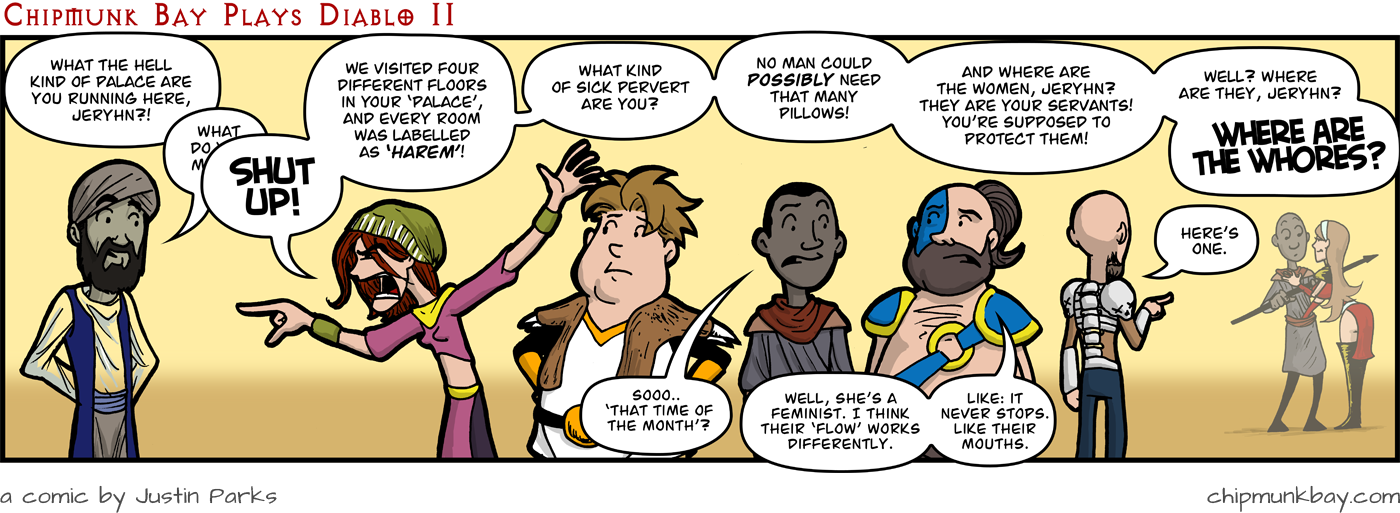 Chipmunk Bay Plays Diablo II
WHAT THE HELL
KIND OF PALACE ARE
YOU RUNNING HERE,
JERYHN?!
WHAT
SHUT
UP!
WE VISITED FOUR
DIFFERENT FLOORS
IN YOUR 'PALACE',
AND EVERY ROOM
WAS LABELLED
AS 'HAREM'!
WHAT KIND
OF SICK PERVERT
ARE YOU?
NO MAN COULD
POSSIBLY NEED
THAT MANY
PILLOWS!
AND WHERE ARE
THE WOMEN, JERYHN?
THEY ARE YOUR SERVANTS!
YOU'RE SUPPOSED TO
PROTECT THEM!
WELL? WHERE
ARE THEY, JERYHN?
WHERE ARE
THE WHORES?
HERE'S
ONE.
SOOO..
'THAT TIME OF
THE MONTH'?
WELL, SHE'S A
FEMINIST. I THINK
THEIR 'FLOW' WORKS
DIFFERENTLY.
LIKE: IT
NEVER STOPS.
LIKE THEIR
MOUTHS.
a comic by Justin Parks
chipmunkbay.com